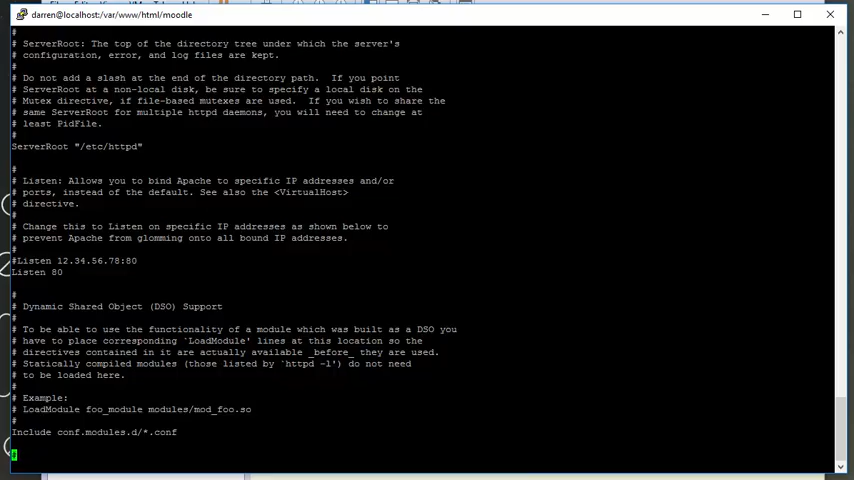 darren@localhost:/var/www/html/moodle
#
# ServerRoot: The top of the directory tree under which the server's
# configuration, error, and log files are kept.
#
# Do not add a slash at the end of the directory path.  If you point
# ServerRoot at a non-local disk, be sure to specify a local disk on the
# Mutex directive, if file-based mutexes are used.  If you wish to share the
# same ServerRoot for multiple httpd daemons, you will need to change at
# least PidFile.
#
ServerRoot "/etc/httpd"
#
# Listen: Allows you to bind Apache to specific IP addresses and/or
# ports, instead of the default. See also the <VirtualHost>
# directive.
#
# Change this to Listen on specific IP addresses as shown below to
# prevent Apache from glomming onto all bound IP addresses.
#
#Listen 12.34.56.78:80
Listen 80
#
# Dynamic Shared Object (DSO) Support
#
# To be able to use the functionality of a module which was built as a DSO you
# have to place corresponding `LoadModule' lines at this location so the
# directives contained in it are actually available _before_ they are used.
# Statically compiled modules (those listed by `httpd -l') do not need
# to be loaded here.
#
# Example:
# LoadModule foo_module modules/mod_foo.so
#
Include conf.modules.d/*.conf
#